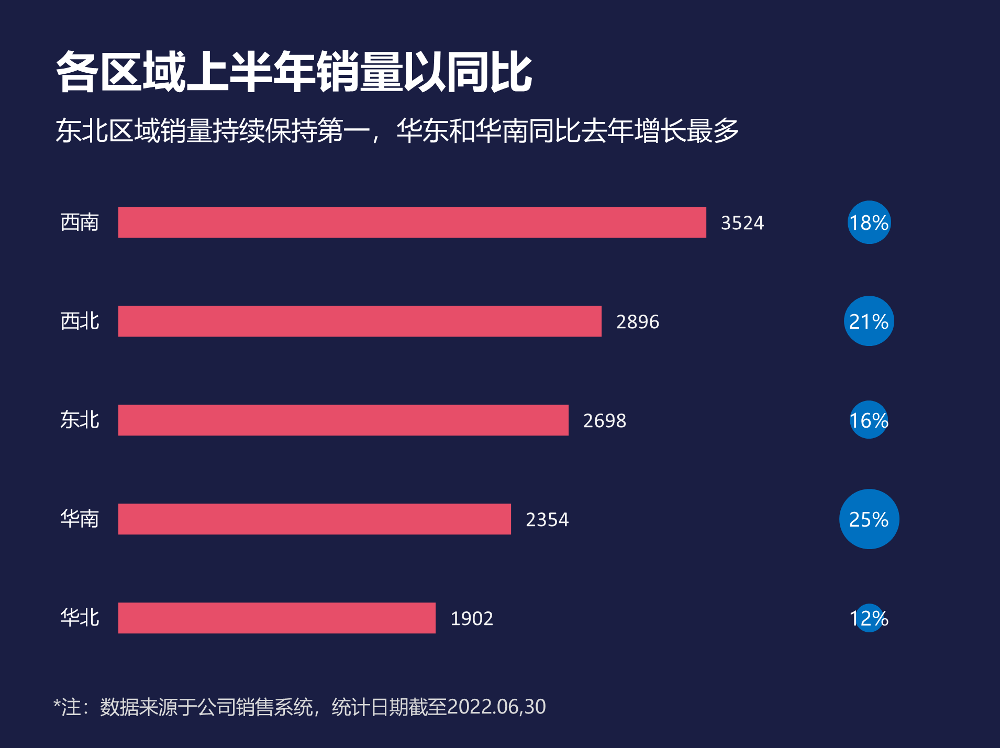 各区域上半年销量以同比
东北区域销量持续保持第一，华东和华南同比去年增长最多
西南 3524 18%
西北 2896 21%
东北 2698 16%
华南 2354 25%
华北 1902 12%
*注：数据来源于公司销售系统，统计日期截至2022.06,30